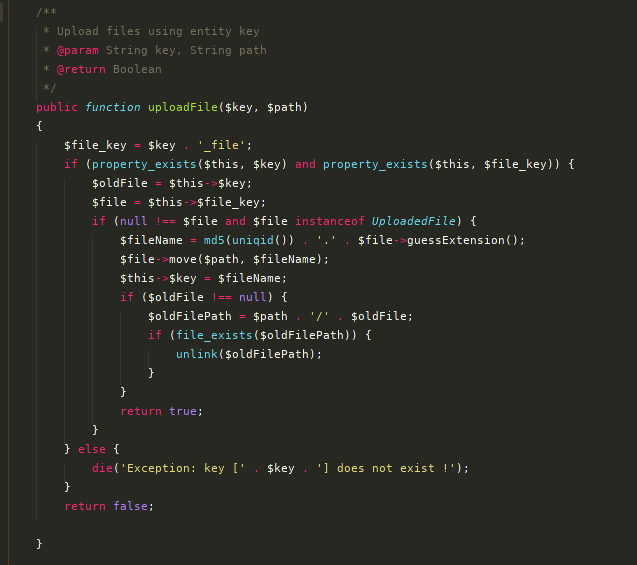 /**
 * Upload files using entity key
 * @param String key, String path
 * @return Boolean
 */
public function uploadFile($key, $path)
{
    $file_key = $key . '_file';
    if (property_exists($this, $key) and property_exists($this, $file_key)) {
        $oldFile = $this->$key;
        $file = $this->$file_key;
        if (null !== $file and $file instanceof UploadedFile) {
            $fileName = md5(uniqid()) . '.' . $file->guessExtension();
            $file->move($path, $fileName);
            $this->$key = $fileName;
            if ($oldFile !== null) {
                $oldFilePath = $path . '/' . $oldFile;
                if (file_exists($oldFilePath)) {
                    unlink($oldFilePath);
                }
            }
            return true;
        }
    } else {
        die('Exception: key [' . $key . '] does not exist !');
    }
    return false;

}